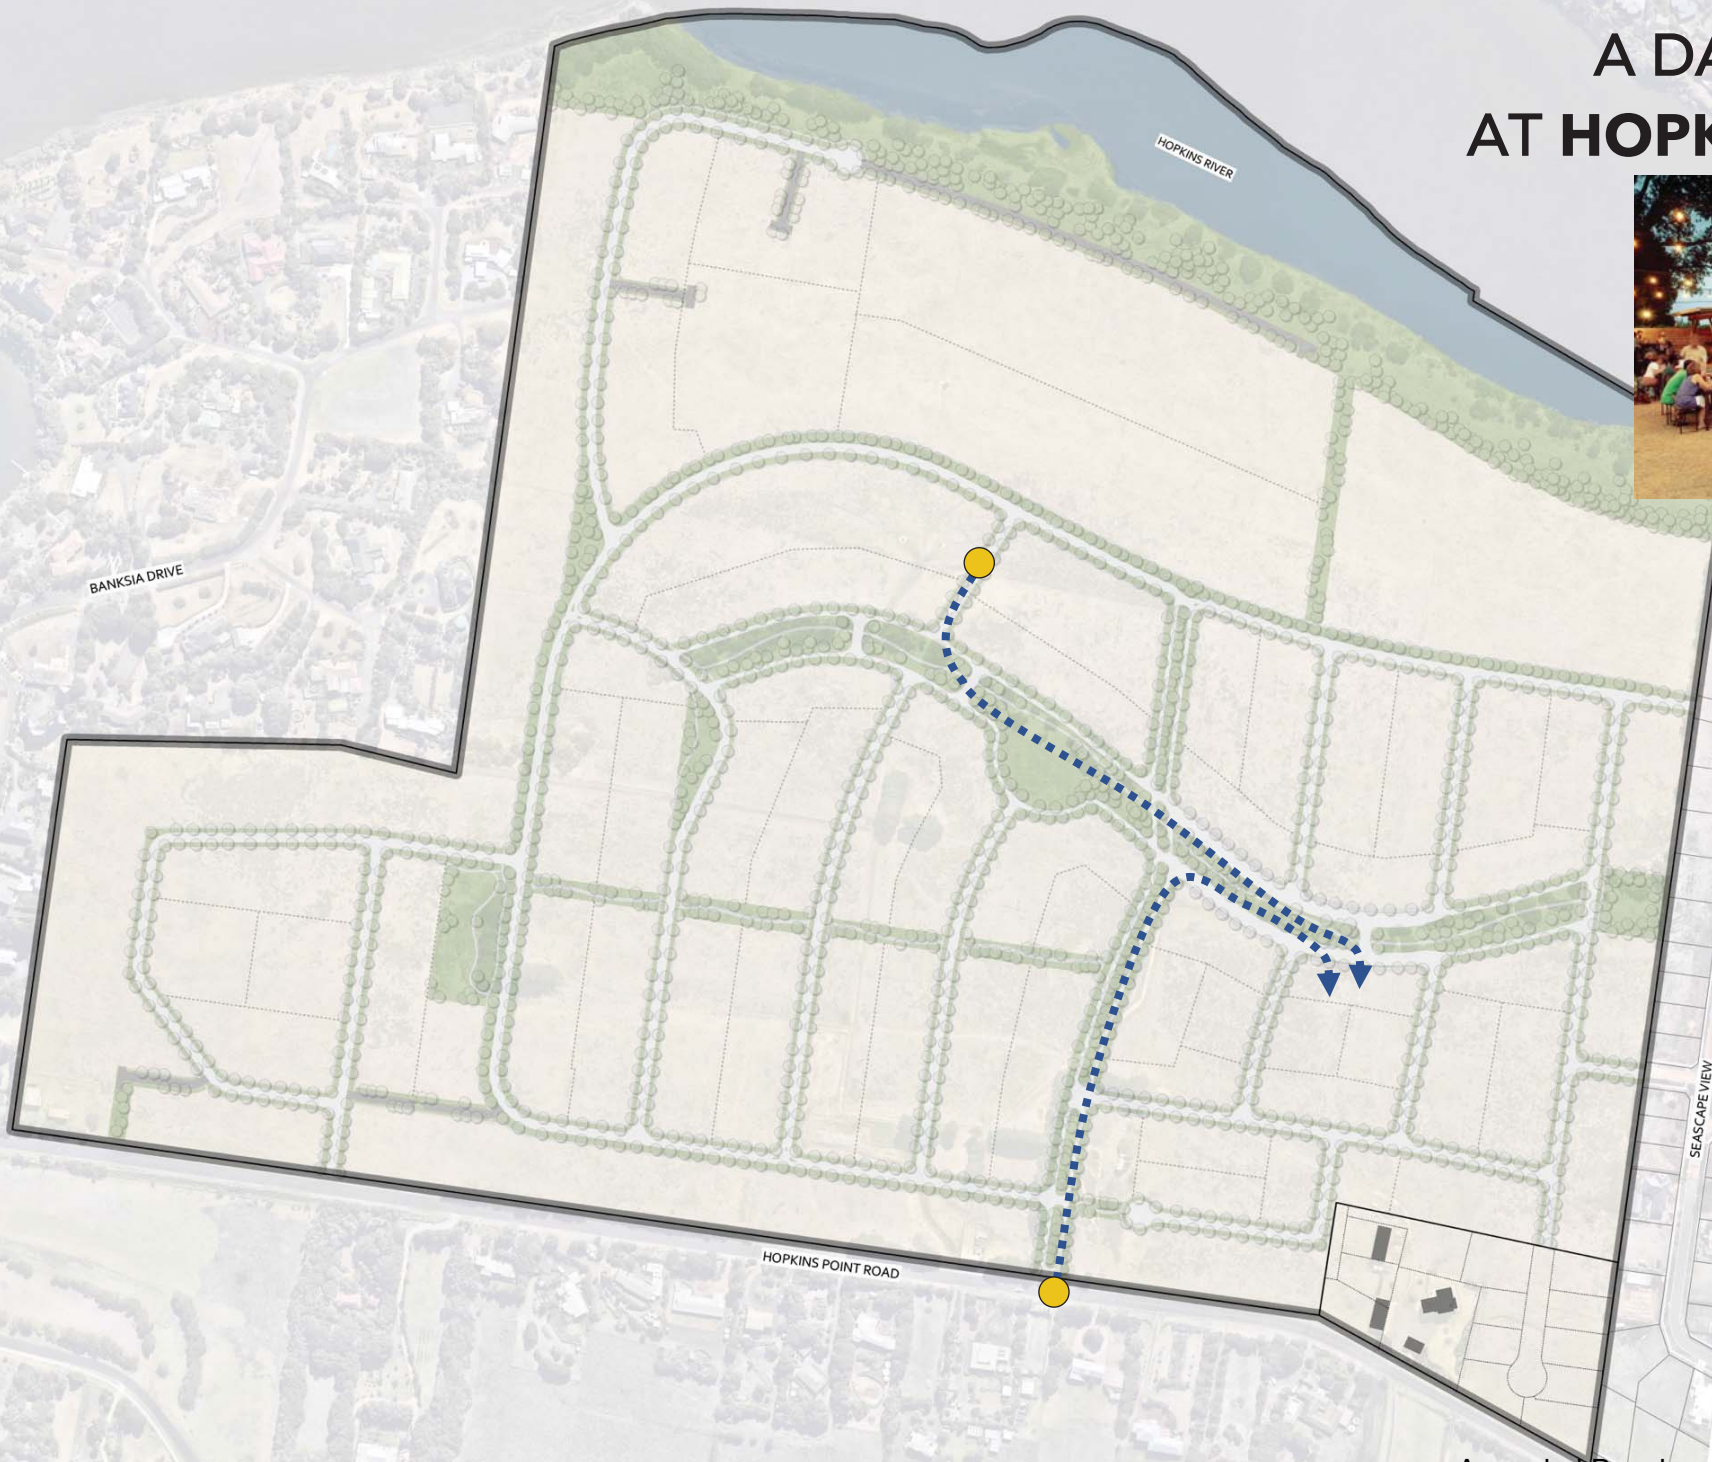 A DA
AT HOPK
HOPKINS RIVER
BANKSIA DRIVE
SEASCAPE VIEW
HOPKINS POINT ROAD